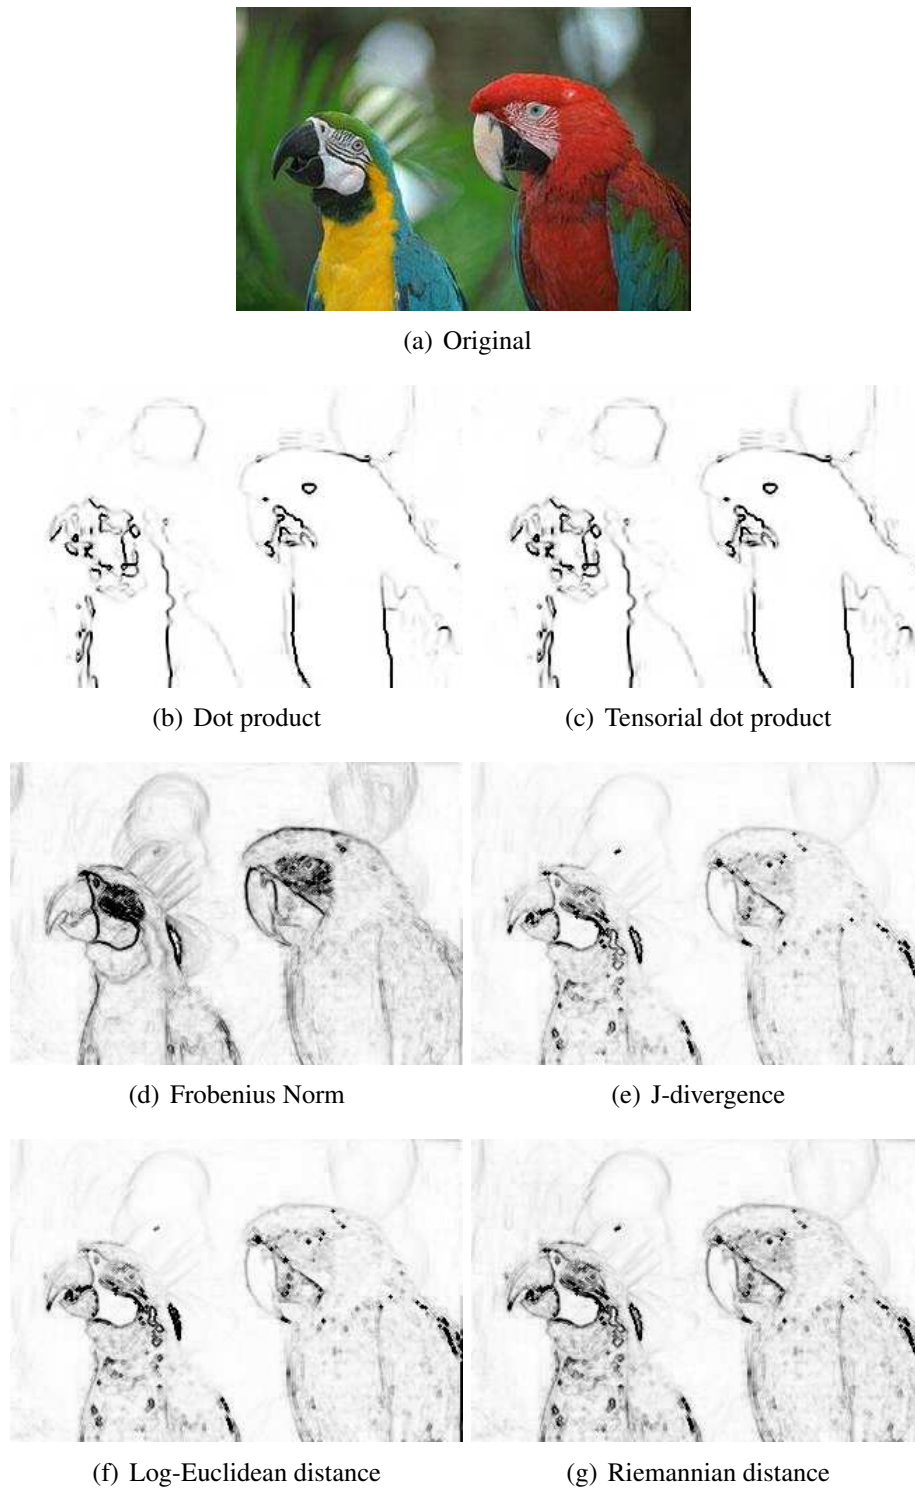 (a) Original
(b) Dot product
(c) Tensorial dot product
(d) Frobenius Norm
(e) J-divergence
(f) Log-Euclidean distance
(g) Riemannian distance